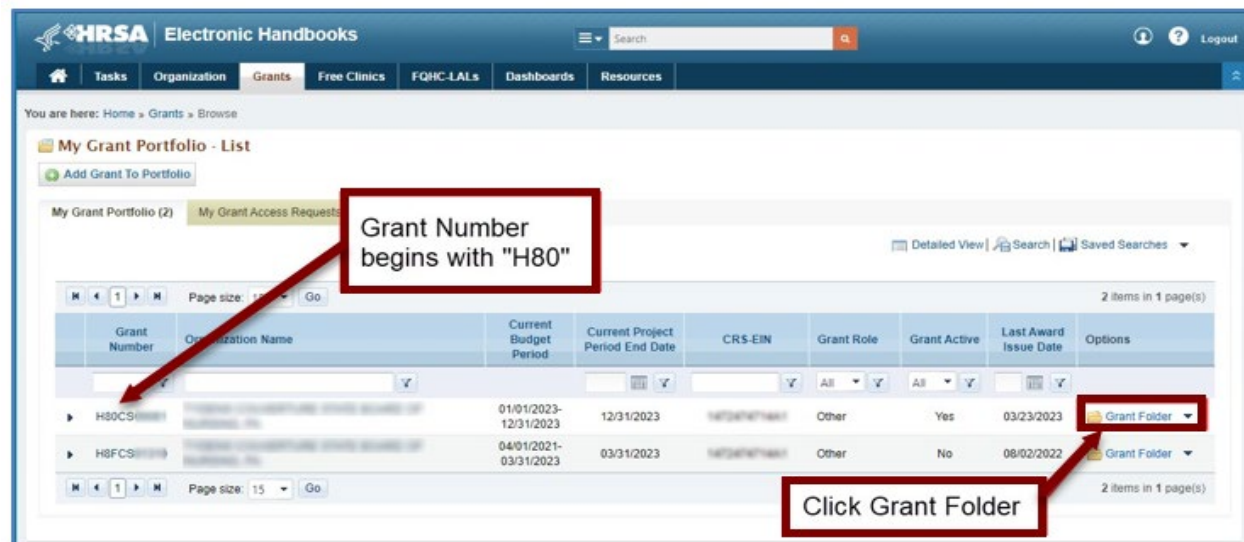 HRSA Electronic Handbooks
Search
Logout
Tasks Organization Grants Free Clinics FQHC-LALs Dashboards Resources
You are here: Home » Grants » Browse
My Grant Portfolio - List
Add Grant To Portfolio
My Grant Portfolio (2) My Grant Access Requests
Grant Number
begins with "H80"
Detailed View | Search | Saved Searches
1 Page size: Go 2 items in 1 page(s)
Grant Number Organization Name Current Budget Period Current Project Period End Date CRS-EIN Grant Role Grant Active Last Award Issue Date Options
All All
H80CS 01/01/2023-12/31/2023 12/31/2023 Other Yes 03/23/2023 Grant Folder
H8FCS 04/01/2021-03/31/2023 03/31/2023 Other No 08/02/2022 Grant Folder
1 Page size: 15 Go 2 items in 1 page(s)
Click Grant Folder